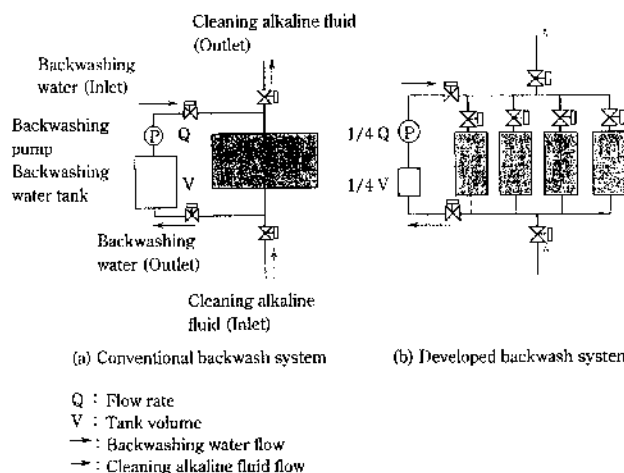 Cleaning alkaline fluid
(Outlet)
Backwashing
water (Inlet)
Backwashing
pump
Backwashing
water tank
P
Q
V
Backwashing
water (Outlet)
Cleaning alkaline
fluid (Inlet)
(a) Conventional backwash system
1/4 Q
P
1/4 V
(b) Developed backwash system
Q : Flow rate
V : Tank volume
→ : Backwashing water flow
→ : Cleaning alkaline fluid flow